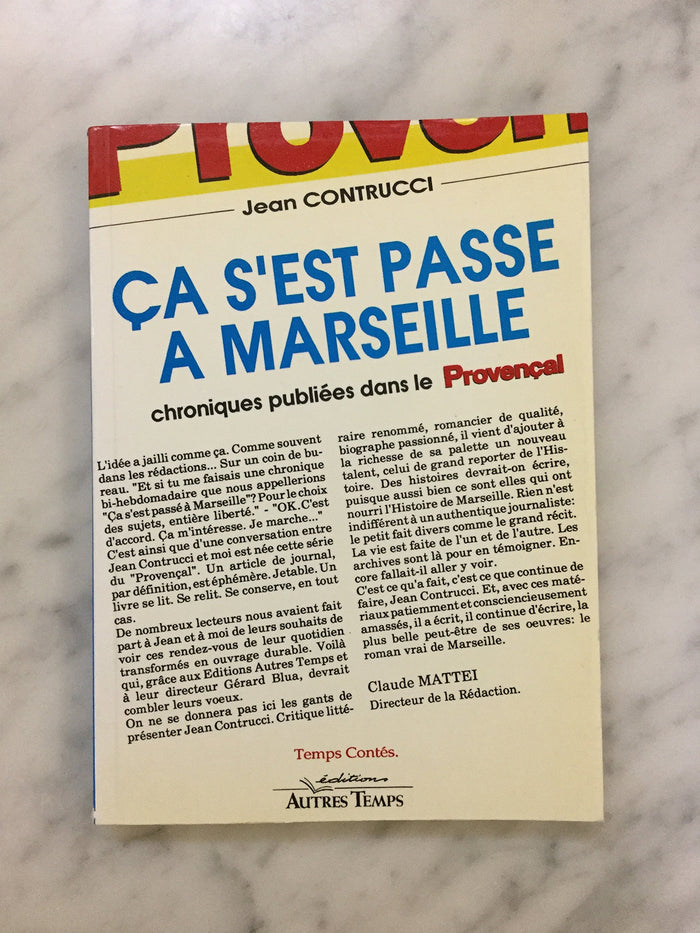 Proven
Jean CONTRUCCI
ÇA S'EST PASSE
A MARSEILLE
chroniques publiées dans le Provençal
L'idée a jailli comme ça. Comme souvent
dans les rédactions... Sur un coin de bu-
reau. "Et si tu me faisais une chronique
bi-hebdomadaire que nous appellerions
"Ça s'est passé à Marseille"? Pour le choix
des sujets, entière liberté." - "OK.C'est
d'accord. Ça m'intéresse. Je marche..."
C'est ainsi que d'une conversation entre
Jean Contrucci et moi est née cette série
du "Provençal". Un article de journal,
par définition, est éphémère. Jetable. Un
livre se lit. Se relit. Se conserve, en tout
cas.
De nombreux lecteurs nous avaient fait
part à Jean et à moi de leurs souhaits de
voir ces rendez-vous de leur quotidien
transformés en ouvrage durable. Voilà
qui, grâce aux Editions Autres Temps et
à leur directeur Gérard Blua, devrait
combler leurs voeux.
On ne se donnera pas ici les gants de
présenter Jean Contrucci. Critique litté-
raire renommé, romancier de qualité,
biographe passionné, il vient d'ajouter à
la richesse de sa palette un nouveau
talent, celui de grand reporter de l'His-
toire. Des histoires devrait-on écrire,
puisque aussi bien ce sont elles qui ont
nourri l'Histoire de Marseille. Rien n'est
indifférent à un authentique journaliste:
le petit fait divers comme le grand récit.
La vie est faite de l'un et de l'autre. Les
archives sont là pour en témoigner. En-
core fallait-il aller y voir.
C'est ce qu'a fait, c'est ce que continue de
faire, Jean Contrucci. Et, avec ces maté-
riaux patiemment et consciencieusement
amassés, il a écrit, il continue d'écrire, la
plus belle peut-être de ses oeuvres: le
roman vrai de Marseille.
Claude MATTEI
Directeur de la Rédaction.
Temps Contés.
éditions
AUTRES TEMPS